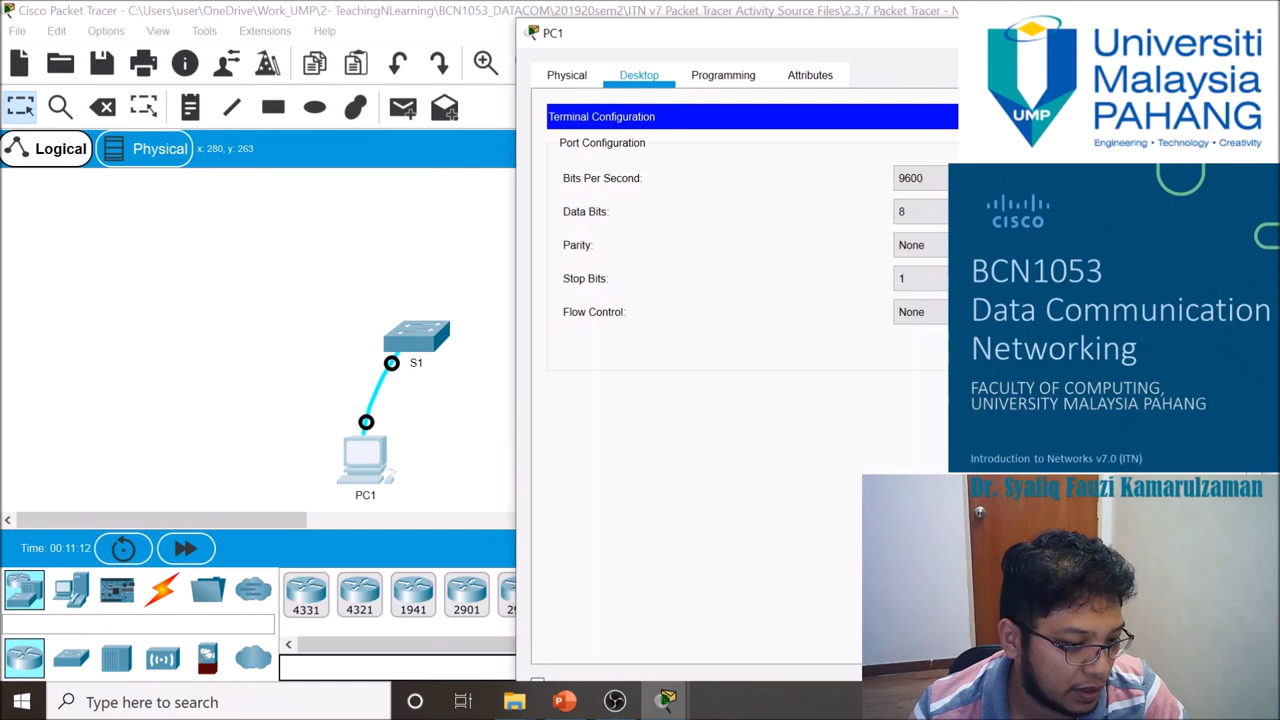 Cisco Packet Tracer - C:\Users\user\OneDrive\Work_UMP\2- TeachingNLearning\BCN1053_DATACOM\201920sem2\ITN v7 Packet Tracer Activity Source Files\2.3.7 Packet Tracer - N
File Edit Options View Tools Extensions Help
Logical
Physical
x: 280, y: 263
S1
PC1
Time: 00:11:12
4331
4321
1941
2901
PC1
Physical Desktop Programming Attributes
Terminal Configuration
Port Configuration
Bits Per Second: 9600
Data Bits: 8
Parity: None
Stop Bits: 1
Flow Control: None
UMP
Universiti
Malaysia
PAHANG
Engineering • Technology • Creativity
CISCO
BCN1053
Data Communication
Networking
FACULTY OF COMPUTING,
UNIVERSITY MALAYSIA PAHANG
Introduction to Networks v7.0 (ITN)
Dr. Syafiq Fauzi Kamarulzaman
Type here to search